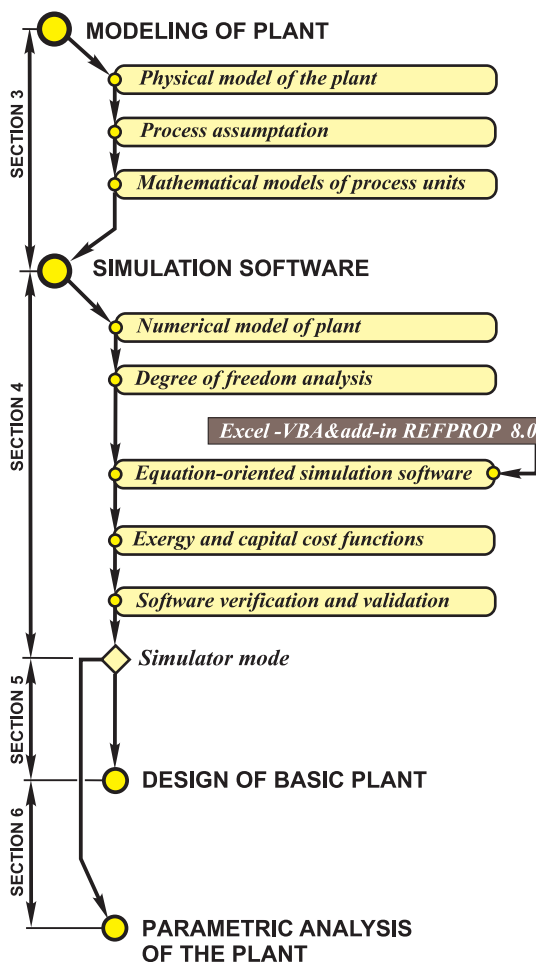 MODELING OF PLANT
Physical model of the plant
Process assumptation
Mathematical models of process units
SECTION 3
SIMULATION SOFTWARE
Numerical model of plant
Degree of freedom analysis
Excel -VBA&add-in REFPROP 8.0
Equation-oriented simulation software
Exergy and capital cost functions
Software verification and validation
SECTION 4
Simulator mode
SECTION 5
DESIGN OF BASIC PLANT
SECTION 6
PARAMETRIC ANALYSIS
OF THE PLANT